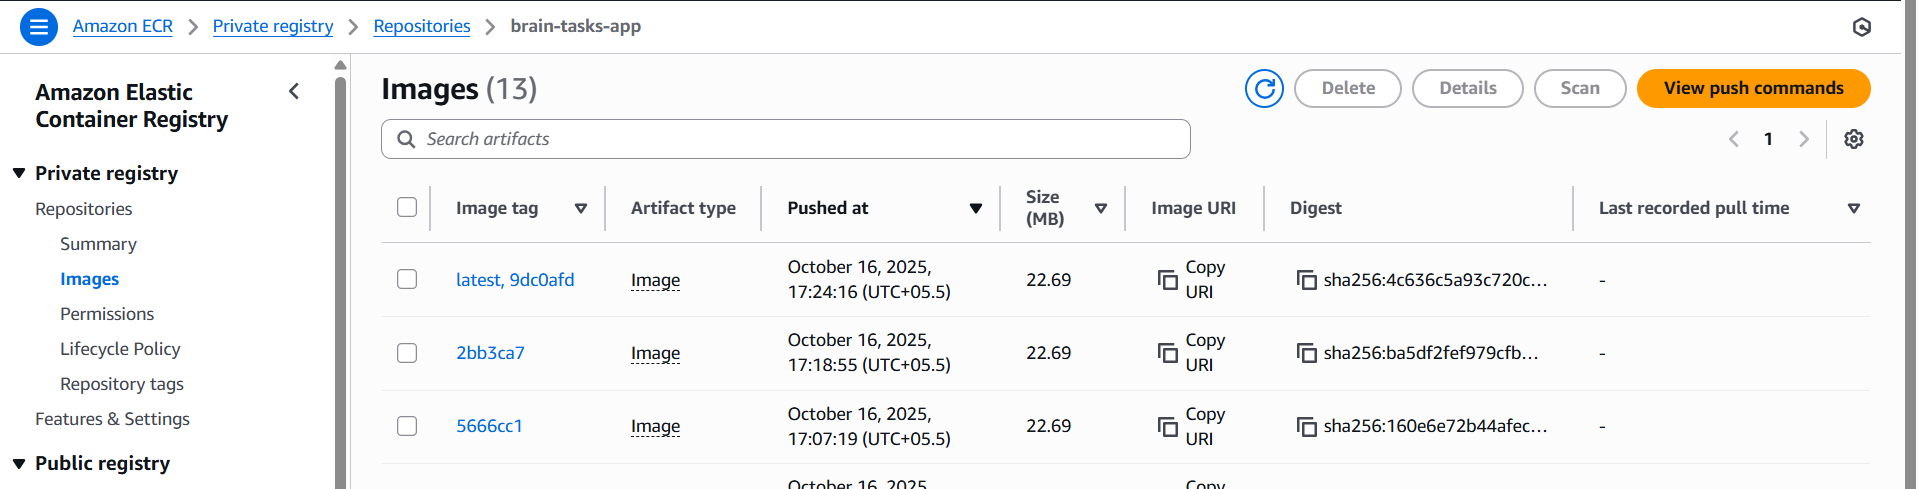 Amazon ECR > Private registry > Repositories > brain-tasks-app
Amazon Elastic
Container Registry
Private registry
Repositories
Summary
Images
Permissions
Lifecycle Policy
Repository tags
Features & Settings
Public registry
Images (13)
Delete
Details
Scan
View push commands
Search artifacts
1
Image tag
Artifact type
Pushed at
Size
(MB)
Image URI
Digest
Last recorded pull time
latest, 9dc0afd
Image
October 16, 2025,
17:24:16 (UTC+05.5)
22.69
Copy
URI
sha256:4c636c5a93c720c...
-
2bb3ca7
Image
October 16, 2025,
17:18:55 (UTC+05.5)
22.69
Copy
URI
sha256:ba5df2fef979cfb...
-
5666cc1
Image
October 16, 2025,
17:07:19 (UTC+05.5)
22.69
Copy
URI
sha256:160e6e72b44afec...
-
October 16, 2025,
Copy